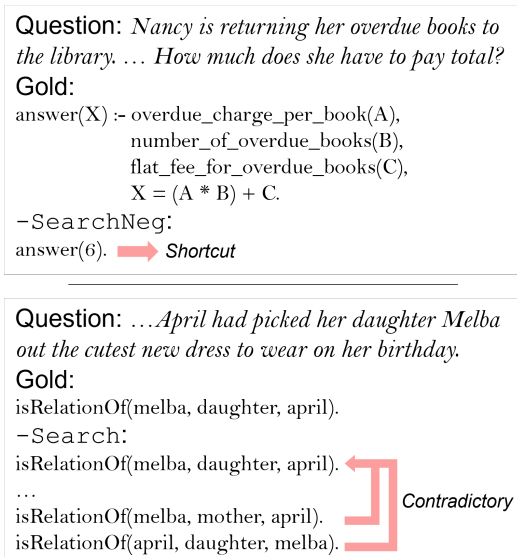 Question: Nancy is returning her overdue books to
the library. … How much does she have to pay total?
Gold:
answer(X) :- overdue_charge_per_book(A),
number_of_overdue_books(B),
flat_fee_for_overdue_books(C),
X = (A * B) + C.
-SearchNeg:
answer(6). Shortcut
Question: …April had picked her daughter Melba
out the cutest new dress to wear on her birthday.
Gold:
isRelationOf(melba, daughter, april).
-Search:
isRelationOf(melba, daughter, april).
…
Contradictory
isRelationOf(melba, mother, april).
isRelationOf(april, daughter, melba).